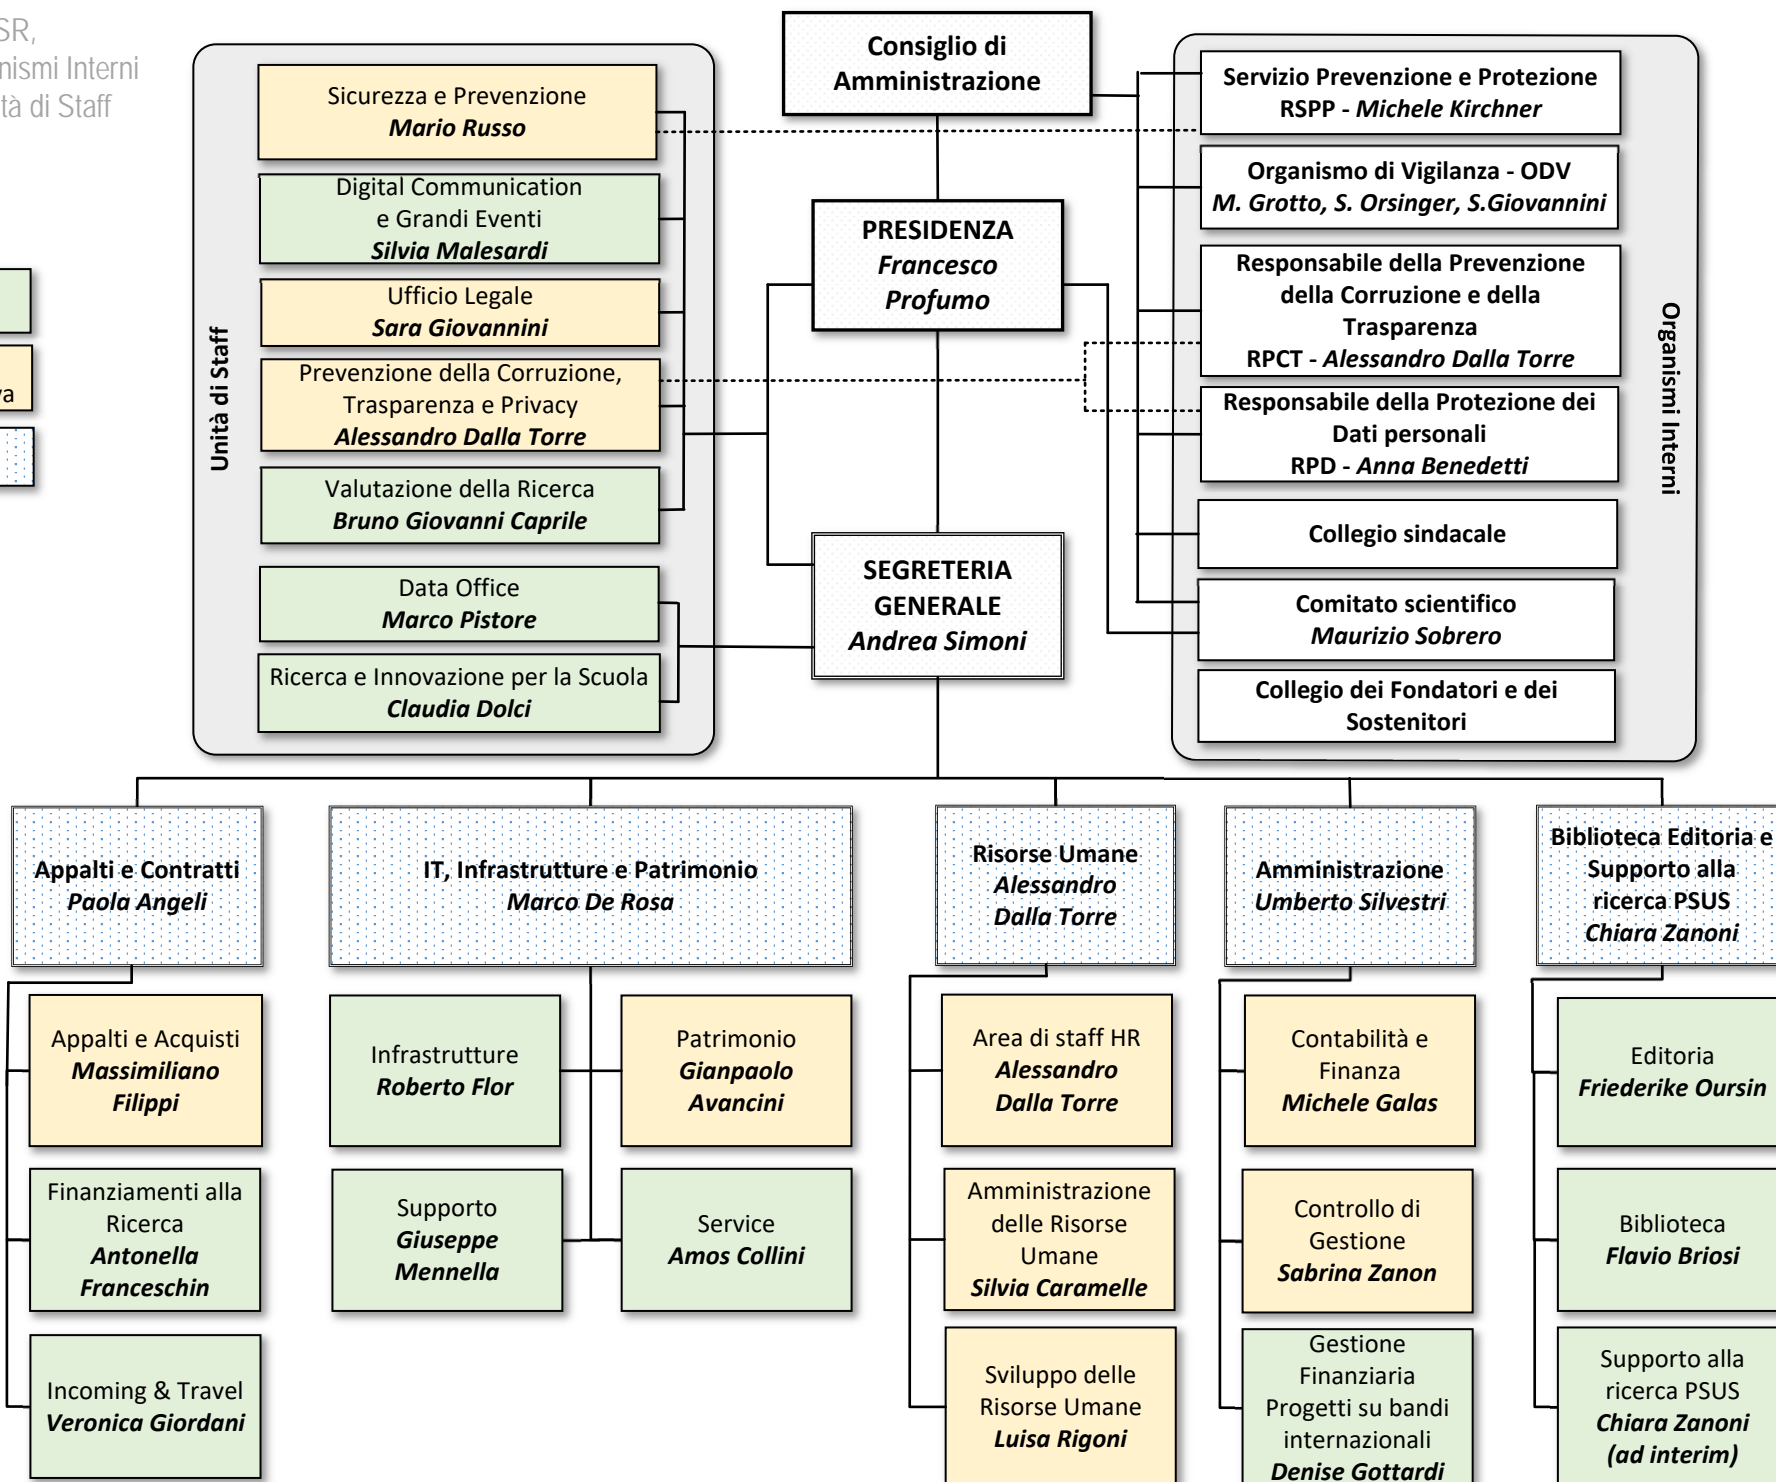 SR,
nismi Interni
tà di Staff
va
Consiglio di
Amministrazione
PRESIDENZA
Francesco
Profumo
SEGRETERIA
GENERALE
Andrea Simoni
Unità di Staff
Sicurezza e Prevenzione
Mario Russo
Digital Communication
e Grandi Eventi
Silvia Malesardi
Ufficio Legale
Sara Giovannini
Prevenzione della Corruzione,
Trasparenza e Privacy
Alessandro Dalla Torre
Valutazione della Ricerca
Bruno Giovanni Caprile
Data Office
Marco Pistore
Ricerca e Innovazione per la Scuola
Claudia Dolci
Organismi Interni
Servizio Prevenzione e Protezione
RSPP - Michele Kirchner
Organismo di Vigilanza - ODV
M. Grotto, S. Orsinger, S.Giovannini
Responsabile della Prevenzione
della Corruzione e della
Trasparenza
RPCT - Alessandro Dalla Torre
Responsabile della Protezione dei
Dati personali
RPD - Anna Benedetti
Collegio sindacale
Comitato scientifico
Maurizio Sobrero
Collegio dei Fondatori e dei
Sostenitori
Appalti e Contratti
Paola Angeli
Appalti e Acquisti
Massimiliano
Filippi
Finanziamenti alla
Ricerca
Antonella
Franceschin
Incoming & Travel
Veronica Giordani
IT, Infrastrutture e Patrimonio
Marco De Rosa
Infrastrutture
Roberto Flor
Patrimonio
Gianpaolo
Avancini
Supporto
Giuseppe
Mennella
Service
Amos Collini
Risorse Umane
Alessandro
Dalla Torre
Area di staff HR
Alessandro
Dalla Torre
Amministrazione
delle Risorse
Umane
Silvia Caramelle
Sviluppo delle
Risorse Umane
Luisa Rigoni
Amministrazione
Umberto Silvestri
Contabilità e
Finanza
Michele Galas
Controllo di
Gestione
Sabrina Zanon
Gestione
Finanziaria
Progetti su bandi
internazionali
Denise Gottardi
Biblioteca Editoria e
Supporto alla
ricerca PSUS
Chiara Zanoni
Editoria
Friederike Oursin
Biblioteca
Flavio Briosi
Supporto alla
ricerca PSUS
Chiara Zanoni
(ad interim)